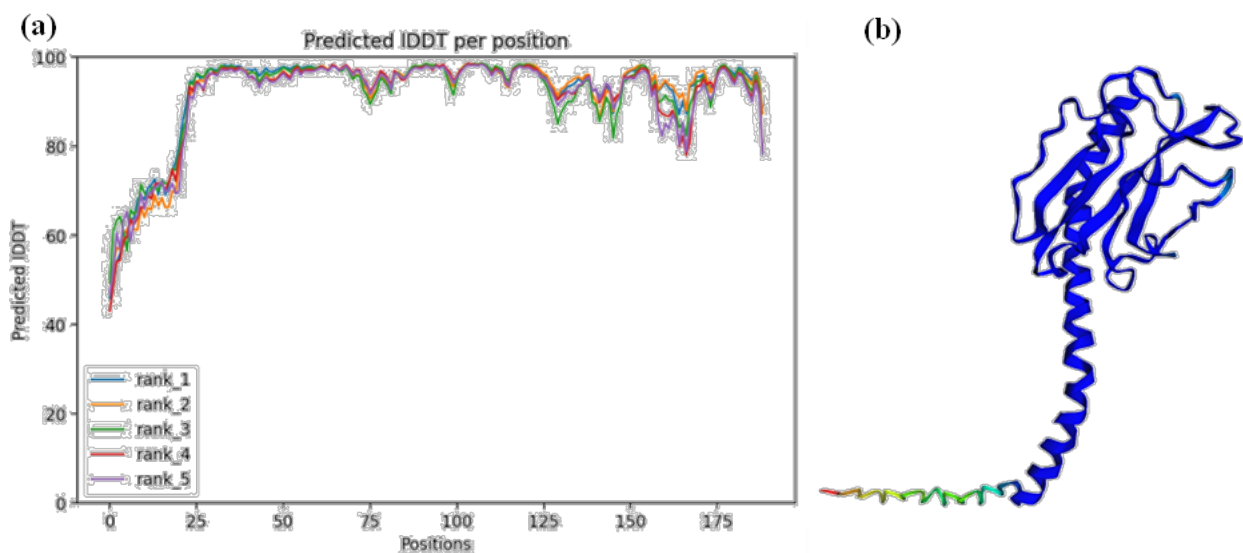 (a)
Predicted lDDT per position
(b)
Predicted lDDT
100
80
60
40
20
0
rank_1
rank_2
rank_3
rank_4
rank_5
0 25 50 75 100 125 150 175
Positions